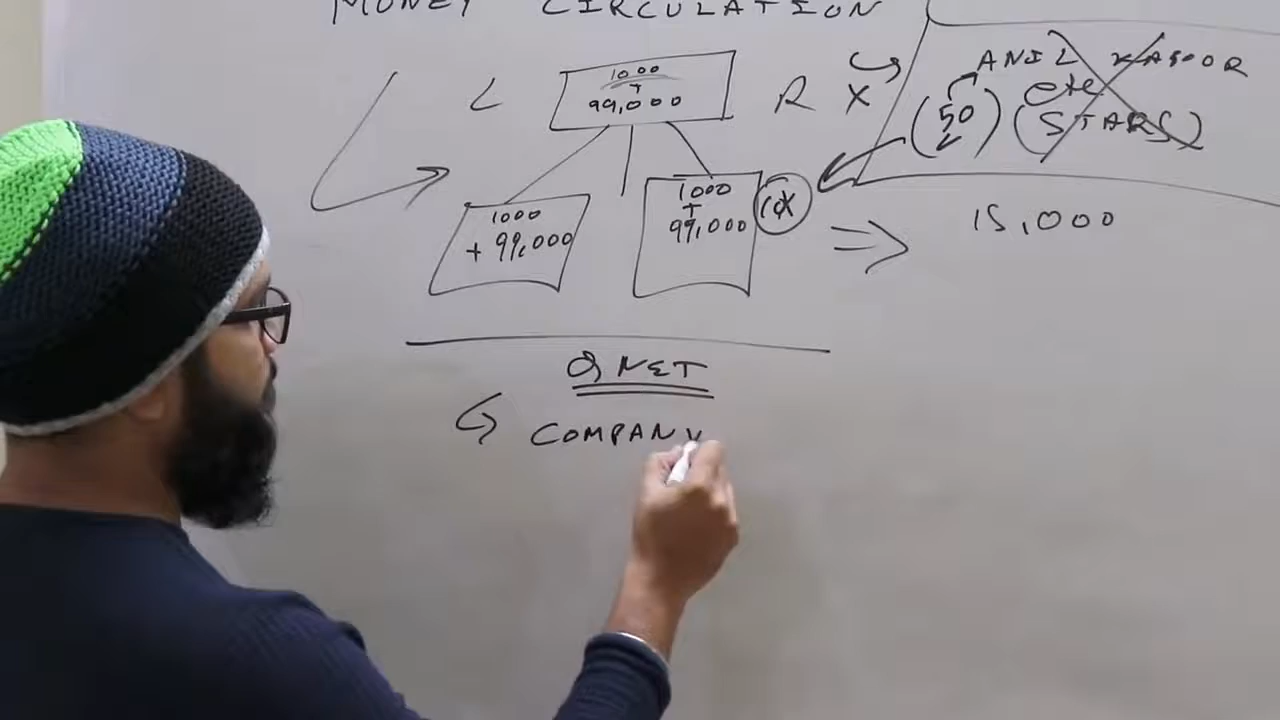 MONEY CIRCULATION
L
1000
+
99,000
R X
ANIL KAPOOR
etc
(50) (STARS)
1000
+ 99,000
1000
+
99,000
10X
15,000
QNET
COMPANY